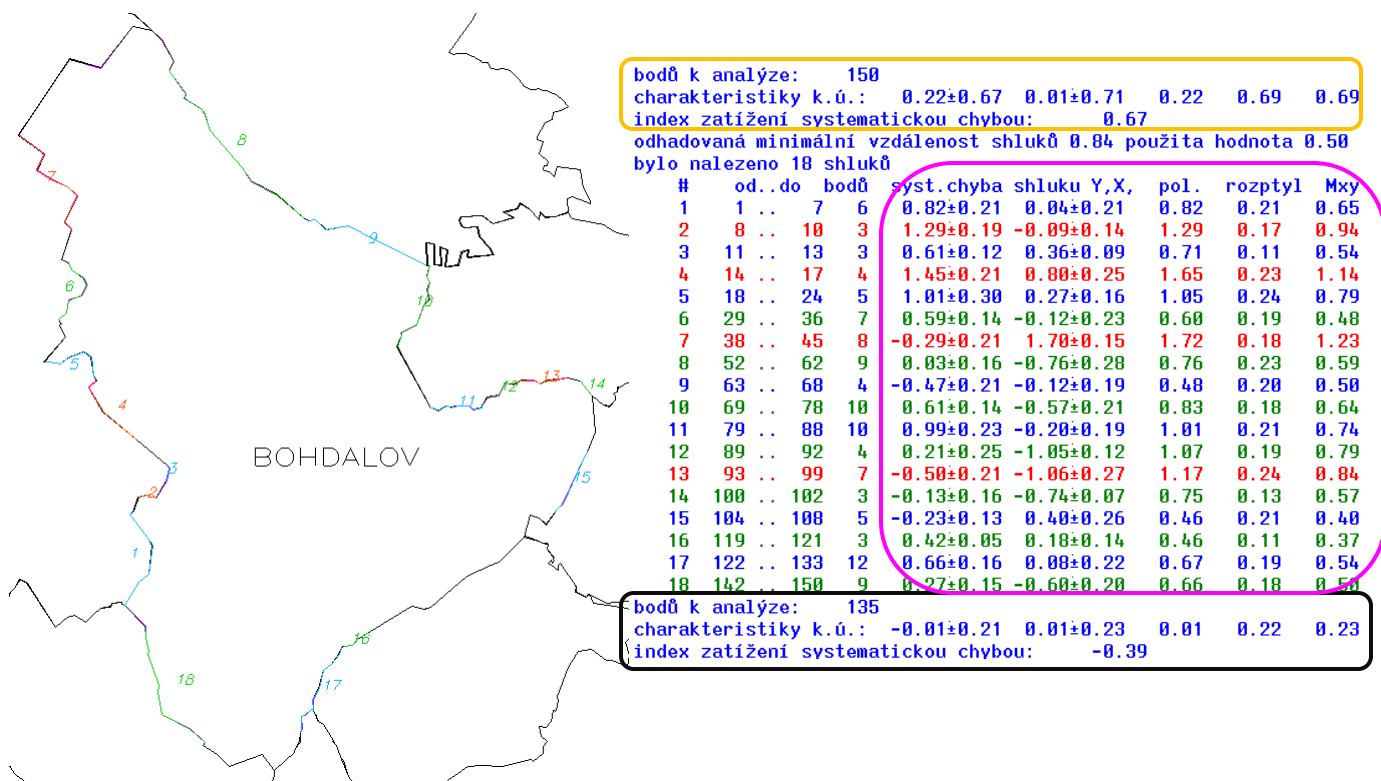 8
7
9
6
10
5
12
13
14
11
4
BOHDALOV
3
15
2
1
16
18
17
bodů k analýze: 150
charakteristiky k.ú.: 0.22±0.67 0.01±0.71 0.22 0.69 0.69
index zatížení systematickou chybou: 0.67
odhadovaná minimální vzdálenost shluků 0.84 použita hodnota 0.50
bylo nalezeno 18 shluků
# od..do bodů syst.chyba shluku Y,X, pol. rozptyl Mxy
1 1 .. 7 6 0.82±0.21 0.04±0.21 0.82 0.21 0.65
2 8 .. 10 3 1.29±0.19 -0.09±0.14 1.29 0.17 0.94
3 11 .. 13 3 0.61±0.12 0.36±0.09 0.71 0.11 0.54
4 14 .. 17 4 1.45±0.21 0.80±0.25 1.65 0.23 1.14
5 18 .. 24 5 1.01±0.30 0.27±0.16 1.05 0.24 0.79
6 29 .. 36 7 0.59±0.14 -0.12±0.23 0.60 0.19 0.48
7 38 .. 45 8 -0.29±0.21 1.70±0.15 1.72 0.18 1.23
8 52 .. 62 9 0.03±0.16 -0.76±0.28 0.76 0.23 0.59
9 63 .. 68 4 -0.47±0.21 -0.12±0.19 0.48 0.20 0.50
10 69 .. 78 10 0.61±0.14 -0.57±0.21 0.83 0.18 0.64
11 79 .. 88 10 0.99±0.23 -0.20±0.19 1.01 0.21 0.74
12 89 .. 92 4 0.21±0.25 -1.05±0.12 1.07 0.19 0.79
13 93 .. 99 7 -0.50±0.21 -1.06±0.27 1.17 0.24 0.84
14 100 .. 102 3 -0.13±0.16 -0.74±0.07 0.75 0.13 0.57
15 104 .. 108 5 -0.23±0.13 0.40±0.26 0.46 0.21 0.40
16 119 .. 121 3 0.42±0.05 0.18±0.14 0.46 0.11 0.37
17 122 .. 133 12 0.66±0.16 0.08±0.22 0.67 0.19 0.54
18 142 .. 150 9 0.27±0.15 -0.60±0.20 0.66 0.18 0.50
bodů k analýze: 135
charakteristiky k.ú.: -0.01±0.21 0.01±0.23 0.01 0.22 0.23
index zatížení systematickou chybou: -0.39